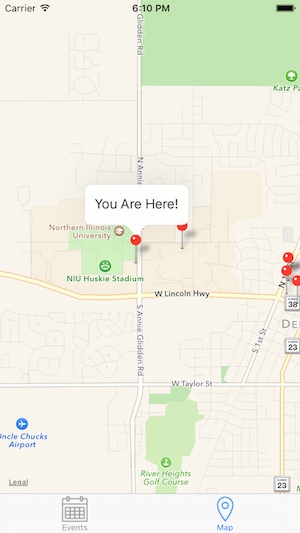 Carrier 6:10 PM
Glidden Rd
Katz P
N Annie
You Are Here!
Northern Illinois
University
NIU Huskie Stadium
N 1
W Lincoln Hwy
38
DE
S Annie Glidden Rd
S 1st St
23
W Taylor St
Uncle Chucks
Airport
River Heights
Golf Course
Legal
23
Events
Map